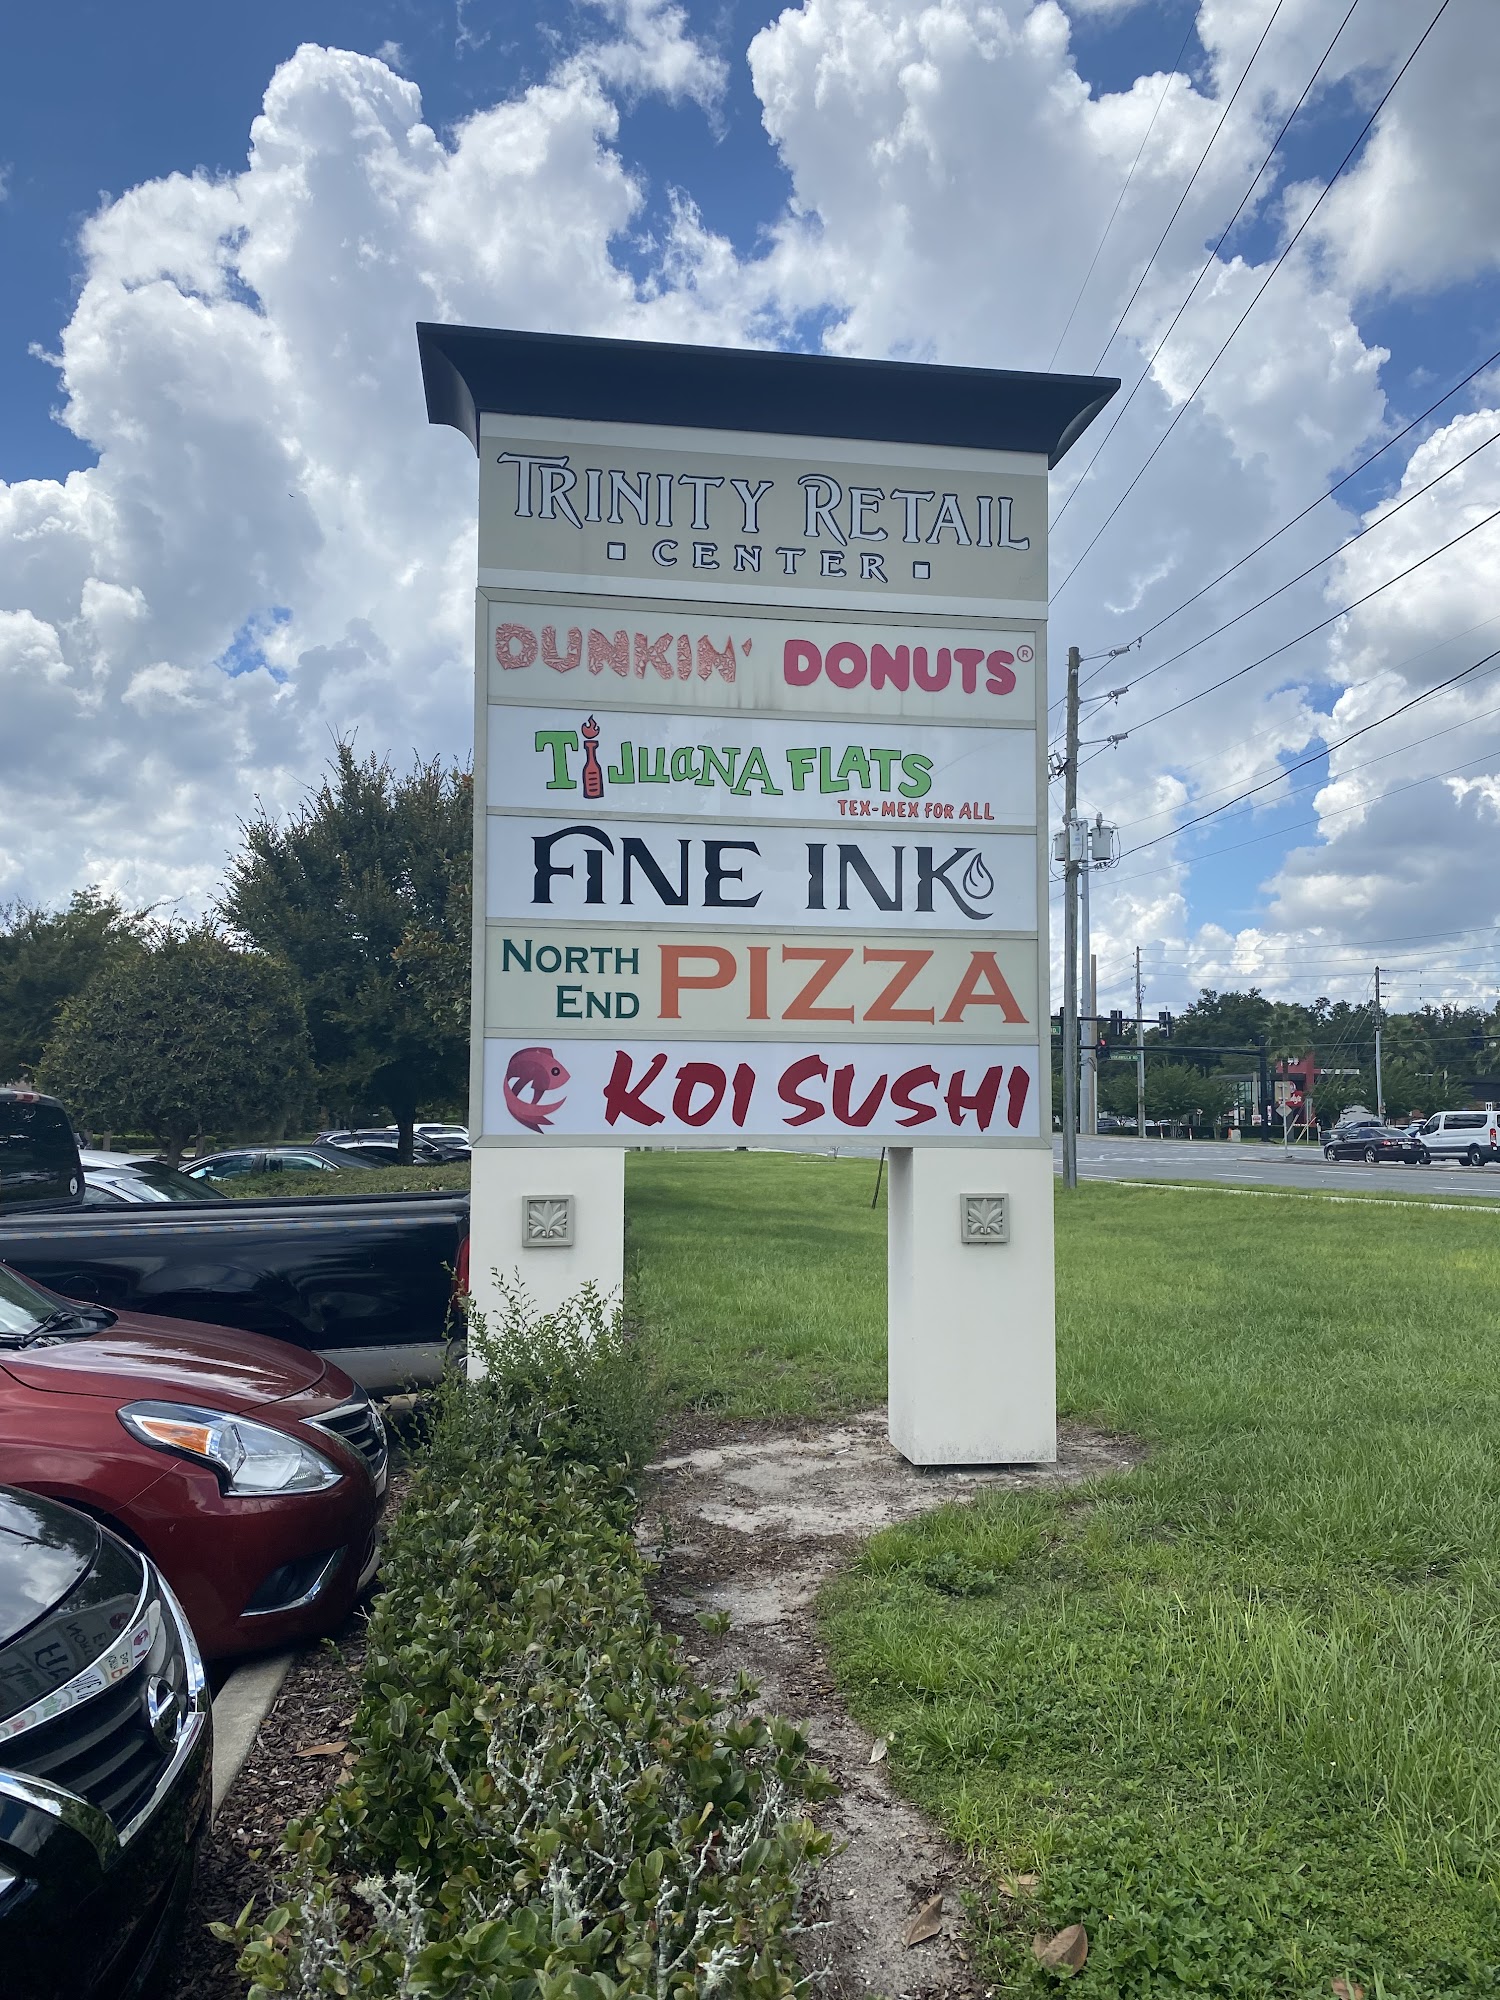 TRINITY RETAIL
CENTER
DUNKIN' DONUTS®
TIJUANA FLATS
TEX-MEX FOR ALL
FINE INK
NORTH
END
PIZZA
KOI SUSHI